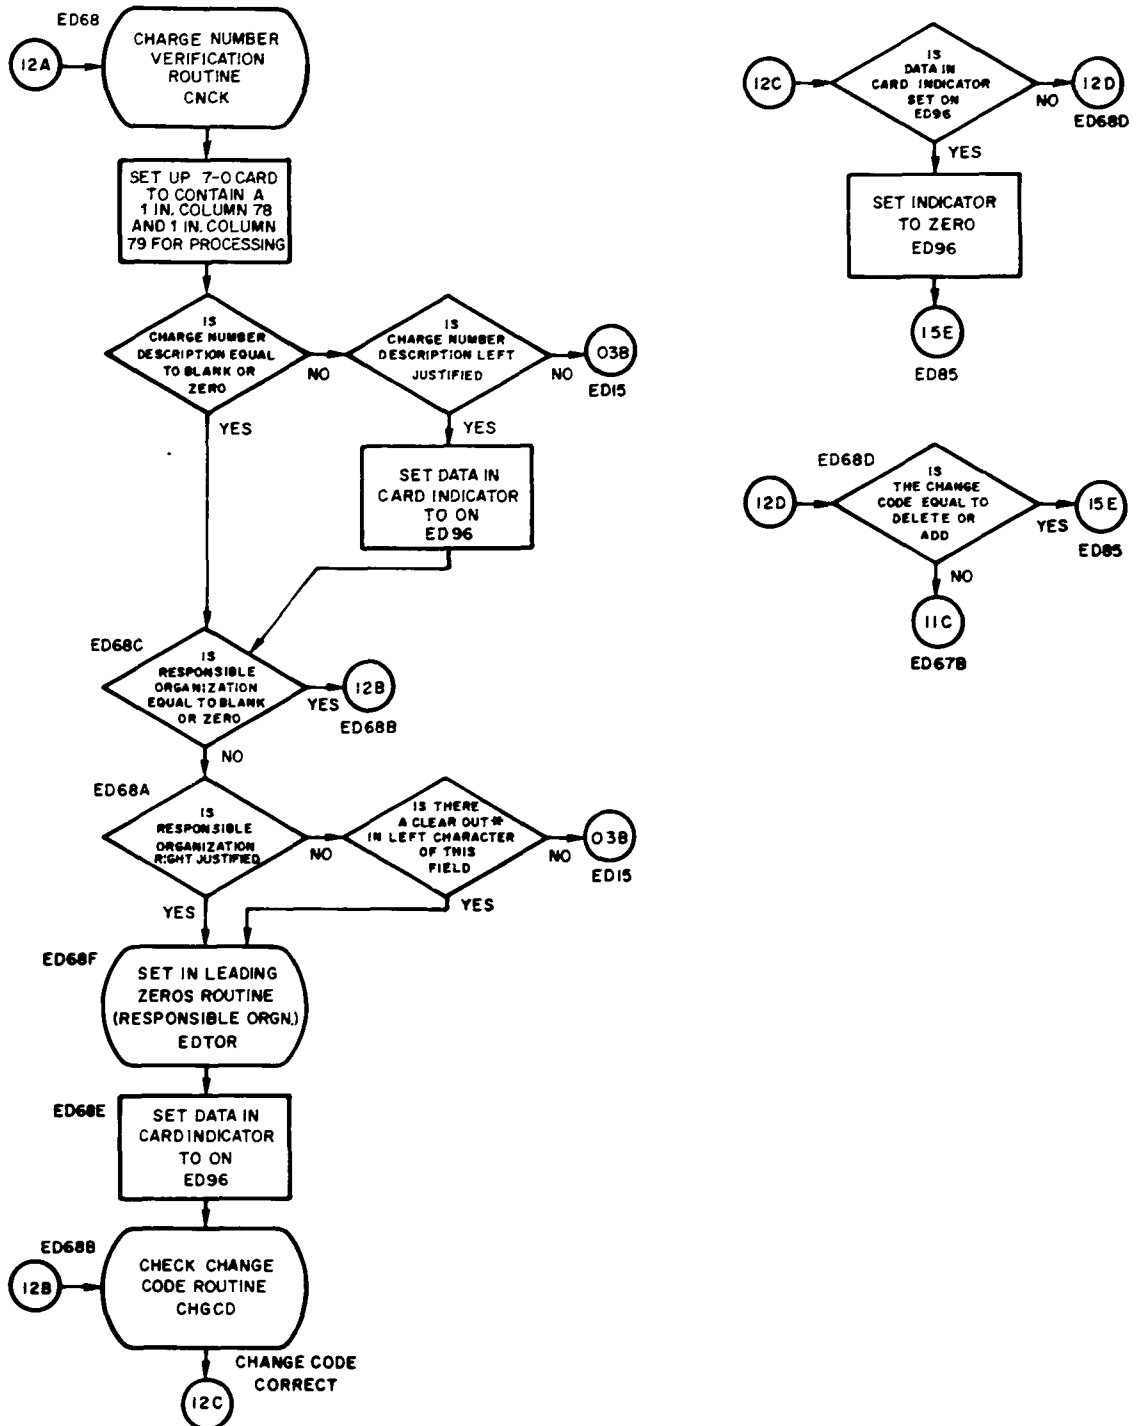 ED68
12A
CHARGE NUMBER
VERIFICATION
ROUTINE
CNCK
SET UP 7-0 CARD
TO CONTAIN A
1 IN. COLUMN 78
AND 1 IN. COLUMN
79 FOR PROCESSING
IS
CHARGE NUMBER
DESCRIPTION EQUAL
TO BLANK OR
ZERO
NO
YES
IS
CHARGE NUMBER
DESCRIPTION LEFT
JUSTIFIED
NO
03B
ED15
YES
SET DATA IN
CARD INDICATOR
TO ON
ED96
ED68C
IS
RESPONSIBLE
ORGANIZATION
EQUAL TO BLANK
OR ZERO
YES
12B
ED68B
NO
ED68A
IS
RESPONSIBLE
ORGANIZATION
RIGHT JUSTIFIED
NO
YES
IS THERE
A CLEAR OUT *
IN LEFT CHARACTER
OF THIS
FIELD
NO
03B
ED15
YES
ED68F
SET IN LEADING
ZEROS ROUTINE
(RESPONSIBLE ORGN.)
EDTOR
ED68E
SET DATA IN
CARD INDICATOR
TO ON
ED96
ED68B
12B
CHECK CHANGE
CODE ROUTINE
CHGCD
CHANGE CODE
CORRECT
12C
12C
IS
DATA IN
CARD INDICATOR
SET ON
ED96
NO
12D
ED68D
YES
SET INDICATOR
TO ZERO
ED96
15E
ED85
ED68D
12D
IS
THE CHANGE
CODE EQUAL TO
DELETE OR
ADD
YES
15E
ED85
NO
11C
ED67B